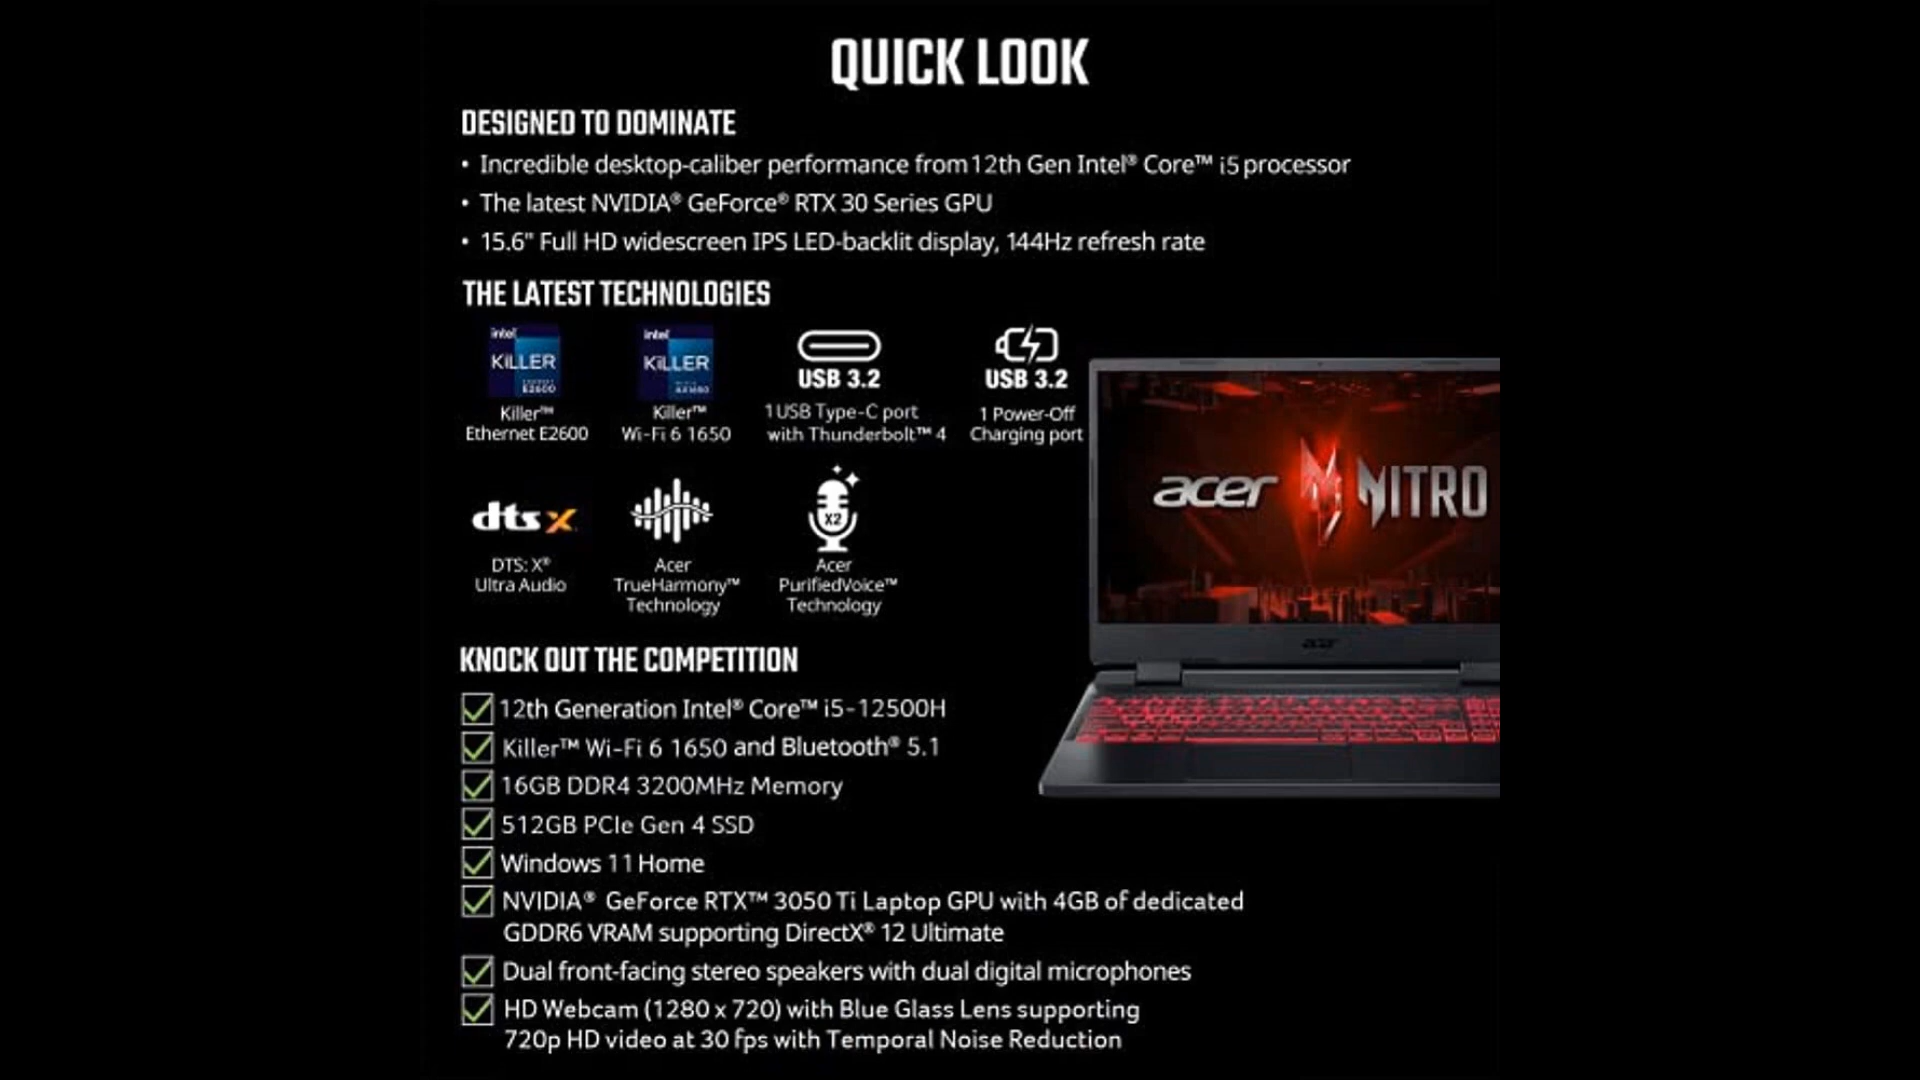 QUICK LOOK
DESIGNED TO DOMINATE
• Incredible desktop-caliber performance from 12th Gen Intel® Core™ i5 processor
• The latest NVIDIA® GeForce® RTX 30 Series GPU
• 15.6" Full HD widescreen IPS LED-backlit display, 144Hz refresh rate
THE LATEST TECHNOLOGIES
intel
KiLLER
E2600
Killer™
Ethernet E2600
intel
KiLLER
Killer™
Wi-Fi 6 1650
USB 3.2
1 USB Type-C port
with Thunderbolt™ 4
USB 3.2
1 Power-Off
Charging port
acer NITRO
acer
dts x
DTS: X®
Ultra Audio
Acer
TrueHarmony™
Technology
X2
Acer
PurifiedVoice™
Technology
KNOCK OUT THE COMPETITION
12th Generation Intel® Core™ i5-12500H
Killer™ Wi-Fi 6 1650 and Bluetooth® 5.1
16GB DDR4 3200MHz Memory
512GB PCIe Gen 4 SSD
Windows 11 Home
NVIDIA® GeForce RTX™ 3050 Ti Laptop GPU with 4GB of dedicated
GDDR6 VRAM supporting DirectX® 12 Ultimate
Dual front-facing stereo speakers with dual digital microphones
HD Webcam (1280 x 720) with Blue Glass Lens supporting
720p HD video at 30 fps with Temporal Noise Reduction